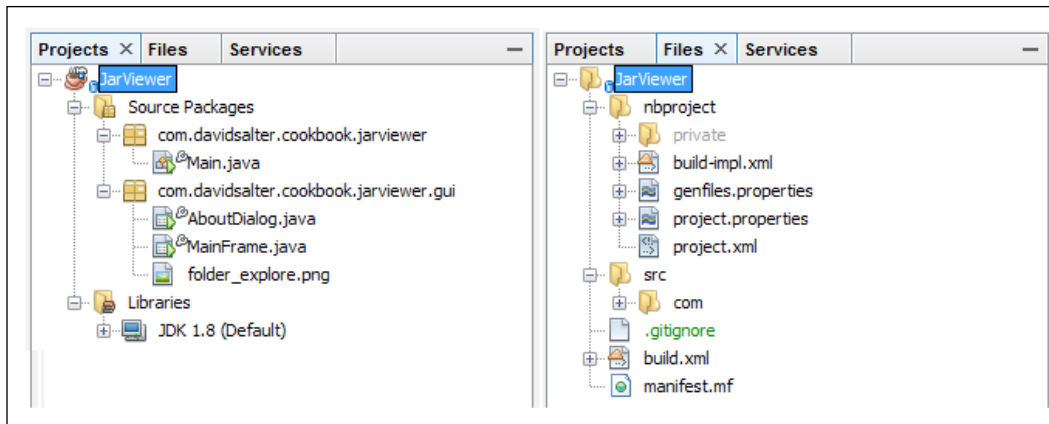 Projects Files Services
JarViewer
Source Packages
com.davidsalter.cookbook.jarviewer
Main.java
com.davidsalter.cookbook.jarviewer.gui
AboutDialog.java
MainFrame.java
folder_explore.png
Libraries
JDK 1.8 (Default)
Projects Files Services
JarViewer
nbproject
private
build-impl.xml
genfiles.properties
project.properties
project.xml
src
com
.gitignore
build.xml
manifest.mf